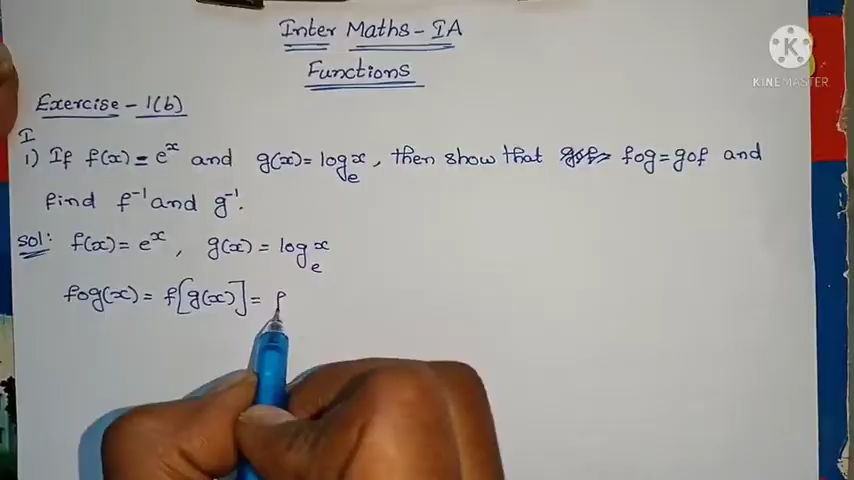 Inter Maths - IA
Functions
K
KINEMASTER
Exercise - 1(b)
I
1) If f(x) = e^x and g(x) = log_e x, then show that fog = gof and
find f^-1 and g^-1.
sol: f(x) = e^x, g(x) = log_e x
fog(x) = f[g(x)] = f